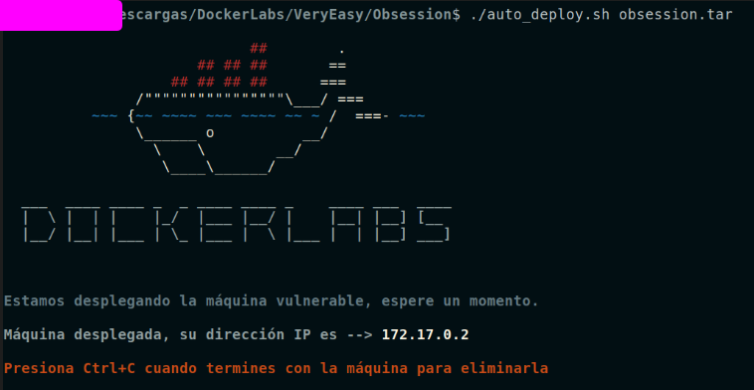 escargas/DockerLabs/VeryEasy/Obsession$ ./auto_deploy.sh obsession.tar
DOCKERLABS
Estamos desplegando la máquina vulnerable, espere un momento.
Máquina desplegada, su dirección IP es --> 172.17.0.2
Presiona Ctrl+C cuando termines con la máquina para eliminarla